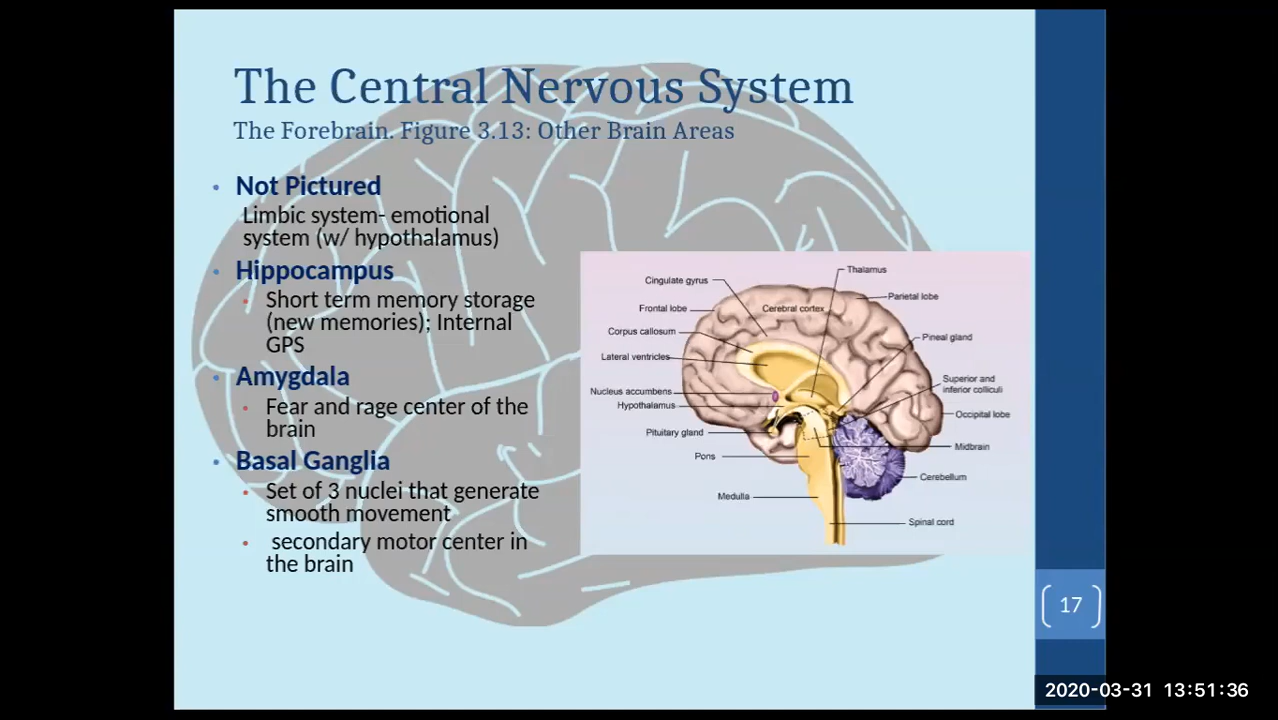 The Central Nervous System
The Forebrain. Figure 3.13: Other Brain Areas
• Not Pictured
Limbic system- emotional
system (w/ hypothalamus)
• Hippocampus
• Short term memory storage
(new memories); Internal
GPS
• Amygdala
• Fear and rage center of the
brain
• Basal Ganglia
• Set of 3 nuclei that generate
smooth movement
• secondary motor center in
the brain
Thalamus
Cingulate gyrus
Parietal lobe
Frontal lobe
Cerebral cortex
Corpus callosum
Pineal gland
Lateral ventricles
Superior and
inferior colliculi
Nucleus accumbens
Hypothalamus
Occipital lobe
Pituitary gland
Midbrain
Pons
Cerebellum
Medulla
Spinal cord
17
2020-03-31 13:51:36